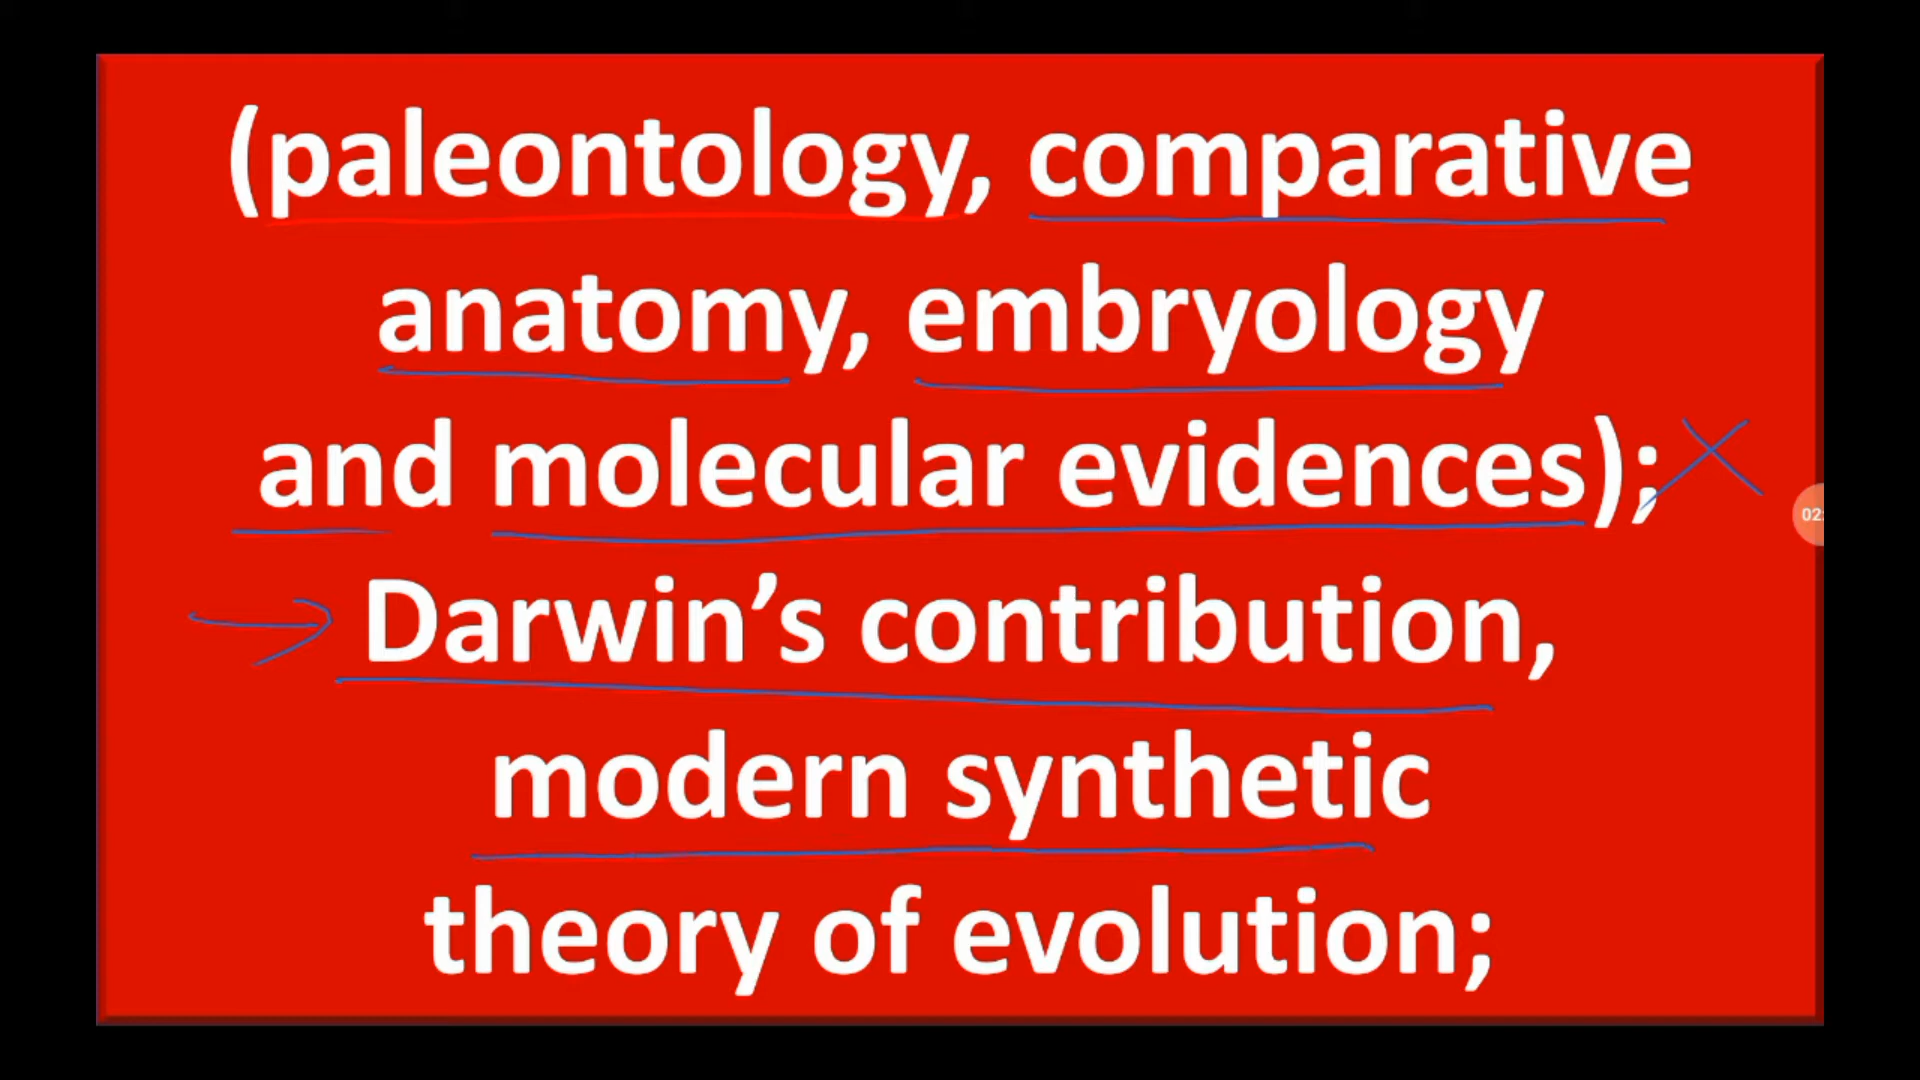 (paleontology, comparative
anatomy, embryology
and molecular evidences);
Darwin’s contribution,
modern synthetic
theory of evolution;